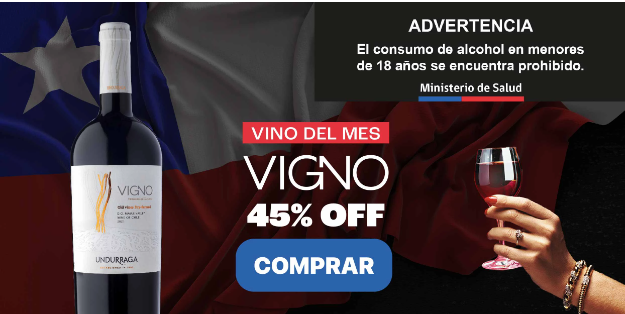 ADVERTENCIA
El consumo de alcohol en menores
de 18 años se encuentra prohibido.
Ministerio de Salud
VINO DEL MES
VIGNO
45% OFF
COMPRAR
VIGNO
UNDURRAGA